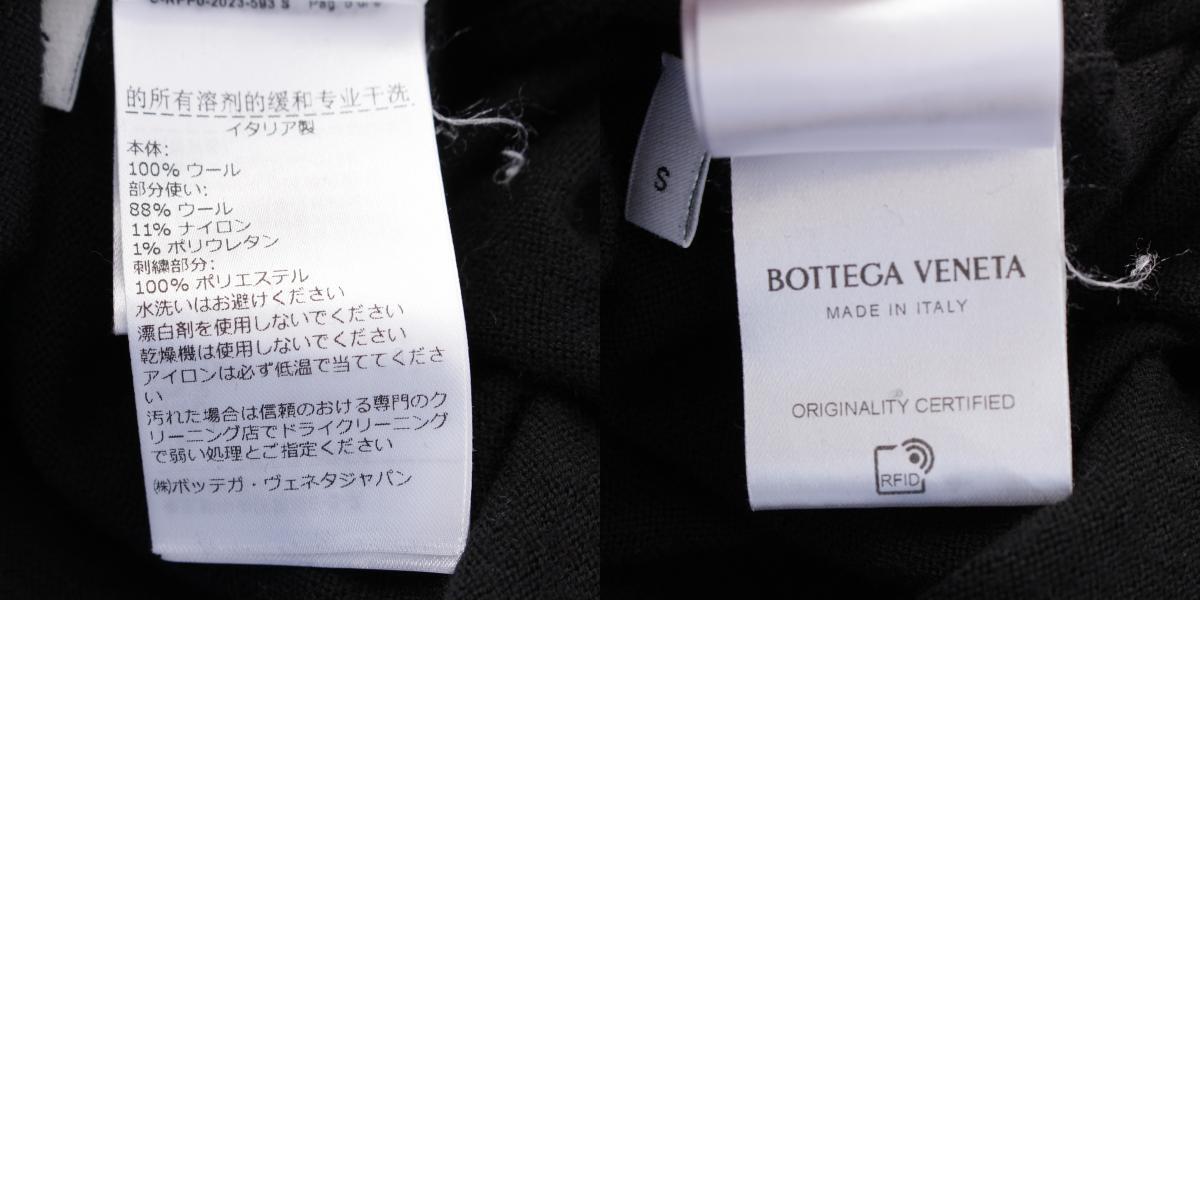 的所有溶剂的缓和专业干洗.
イタリア製
本体:
100% ウール
部分使い:
88% ウール
11% ナイロン
1% ポリウレタン
刺繍部分:
100% ポリエステル
水洗いはお避けください
漂白剤を使用しないでください
乾燥機は使用しないでください
アイロンは必ず低温で当ててくださ
い
汚れた場合は信頼のおける専門のク
リーニング店でドライクリーニング
で弱い処理とご指定ください
㈱ボッテガ・ヴェネタジャパン
S
BOTTEGA VENETA
MADE IN ITALY
ORIGINALITY CERTIFIED
RFID